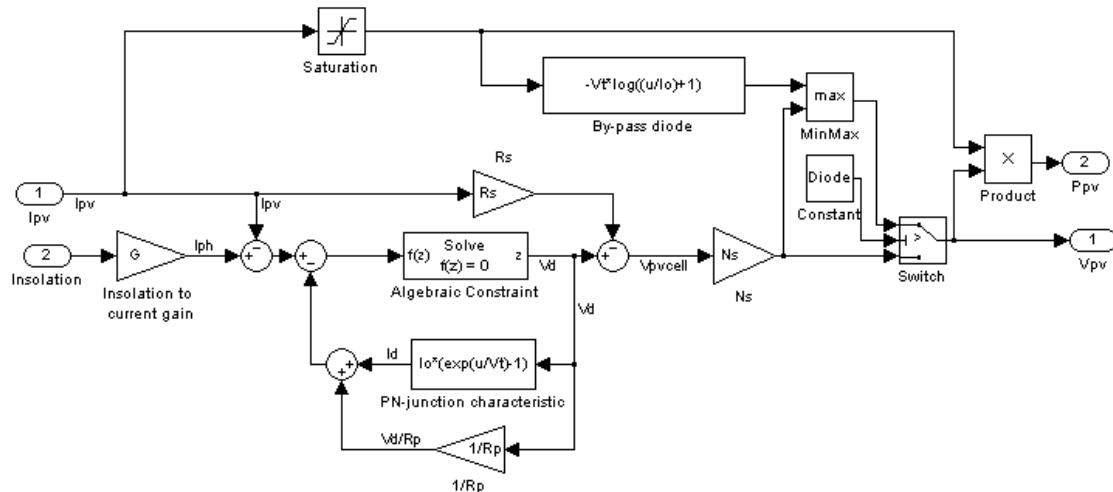 Saturation
-Vt*log((u/Io)+1)
By-pass diode
max
MinMax
Rs
Rs
1
Ipv
Ipv
Ipv
Diode
Constant
×
Product
2
Ppv
2
Insolation
G
Iph
Insolation to
current gain
f(z)
Solve
f(z) = 0
z
Algebraic Constraint
Vd
Vd
Vpvcell
Ns
Ns
>
Switch
1
Vpv
Id
Io*(exp(u/Vt)-1)
PN-junction characteristic
Vd/Rp
1/Rp
1/Rp